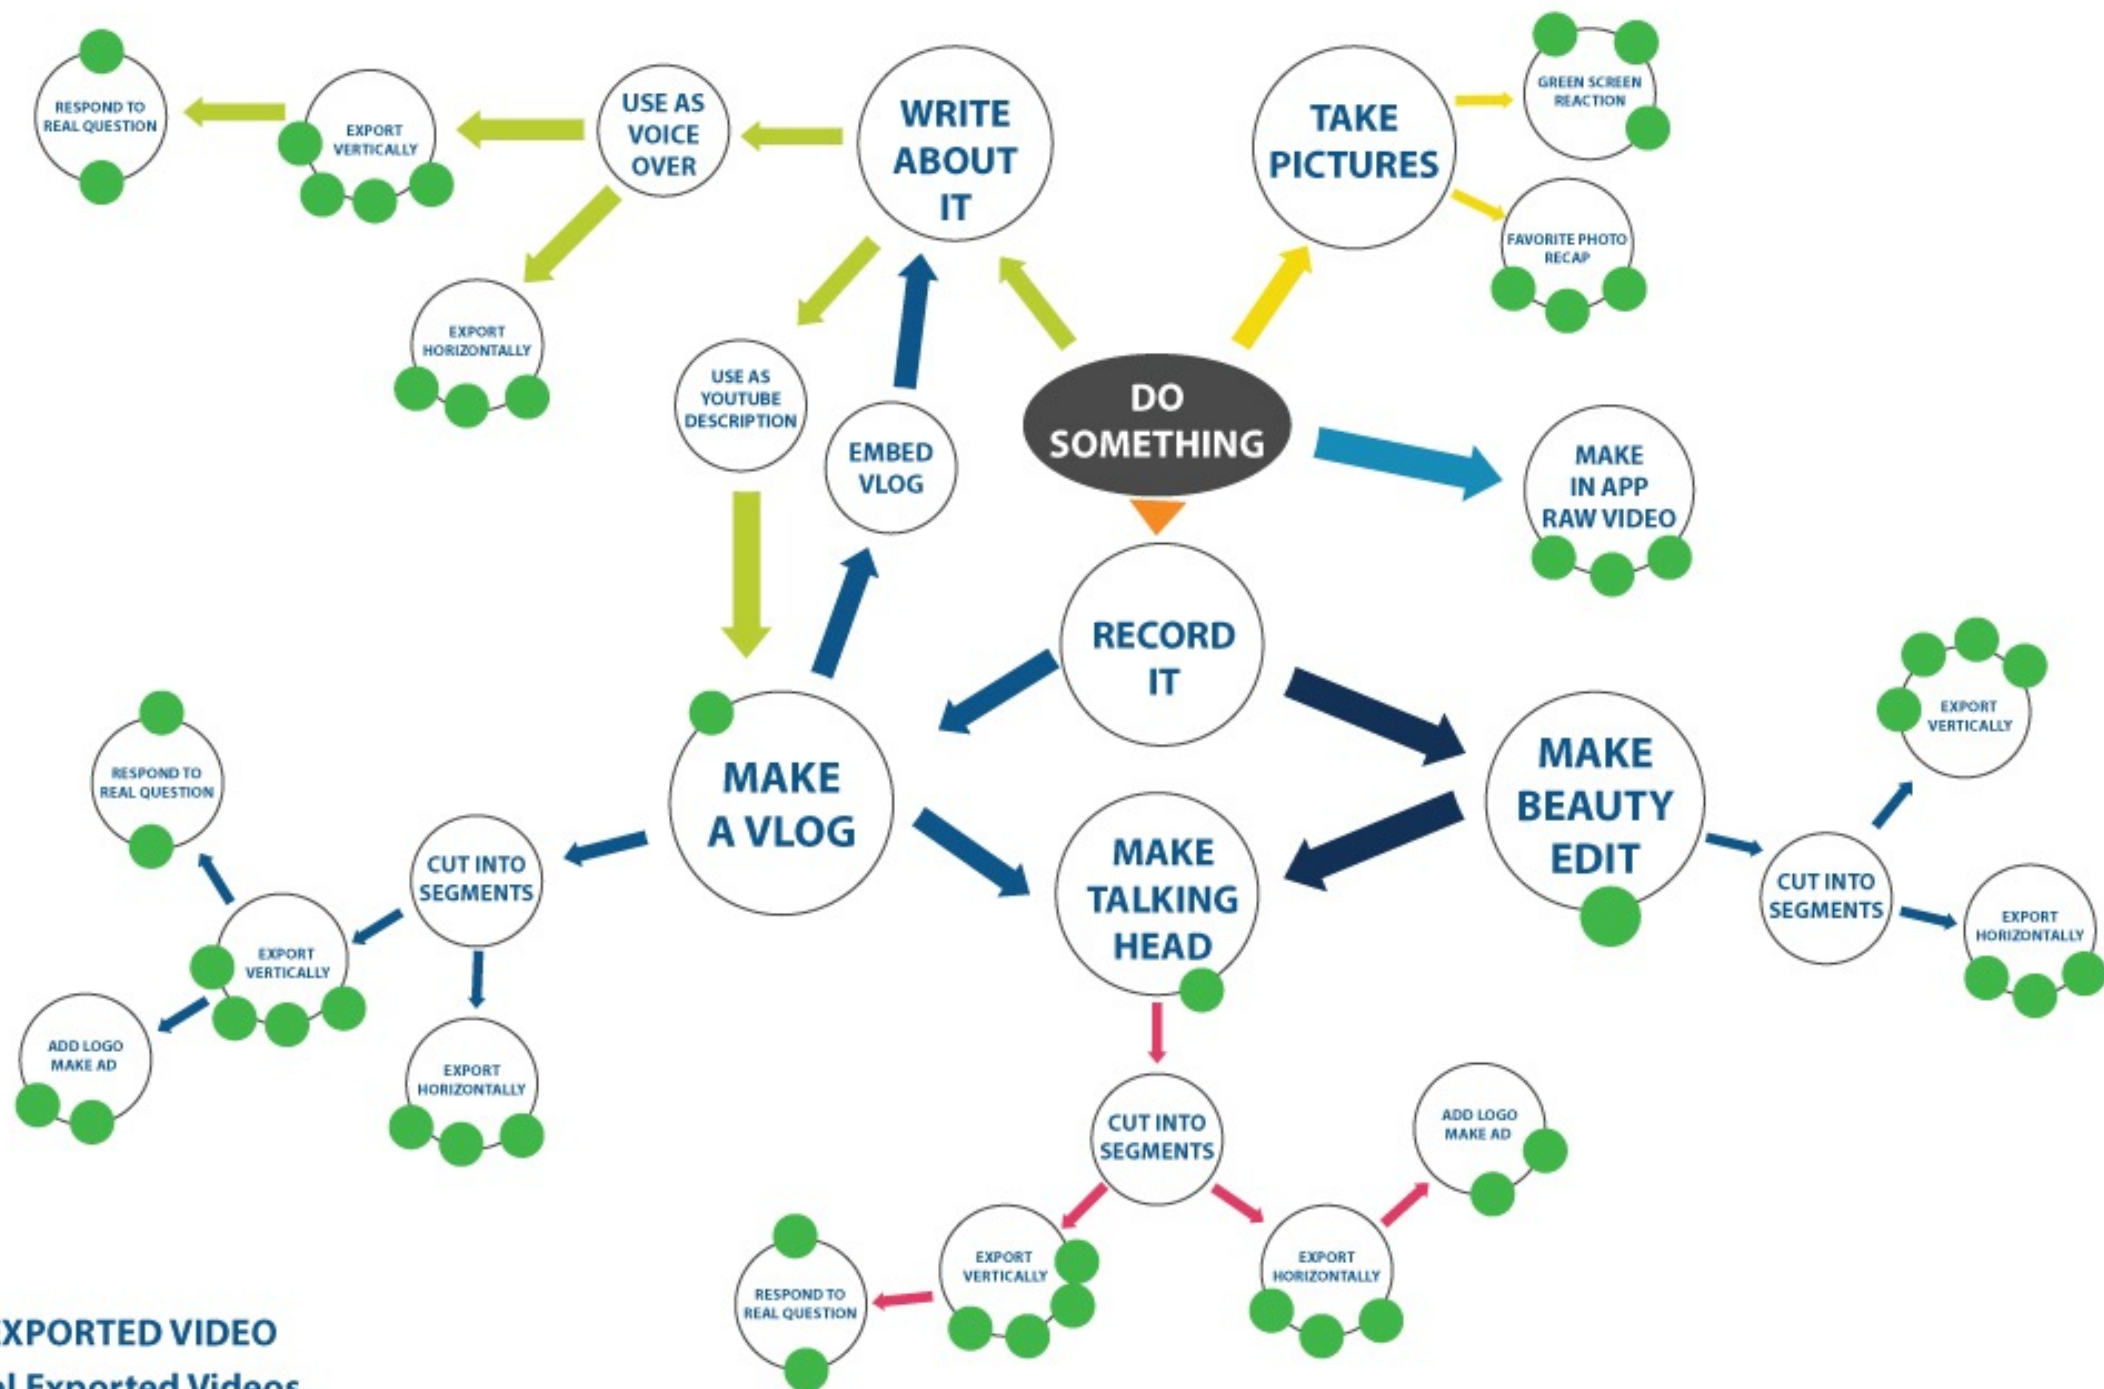 RESPOND TO
REAL QUESTION
EXPORT
VERTICALLY
USE AS
VOICE
OVER
WRITE
ABOUT
IT
TAKE
PICTURES
GREEN SCREEN
REACTION
FAVORITE PHOTO
RECAP
EXPORT
HORIZONTALLY
USE AS
YOUTUBE
DESCRIPTION
EMBED
VLOG
DO
SOMETHING
MAKE
IN APP
RAW VIDEO
RECORD
IT
MAKE
A VLOG
MAKE
TALKING
HEAD
MAKE
BEAUTY
EDIT
EXPORT
VERTICALLY
CUT INTO
SEGMENTS
EXPORT
HORIZONTALLY
RESPOND TO
REAL QUESTION
CUT INTO
SEGMENTS
EXPORT
VERTICALLY
ADD LOGO
MAKE AD
EXPORT
HORIZONTALLY
CUT INTO
SEGMENTS
ADD LOGO
MAKE AD
EXPORT
VERTICALLY
EXPORT
HORIZONTALLY
RESPOND TO
REAL QUESTION
VIDEO
Exported Videos